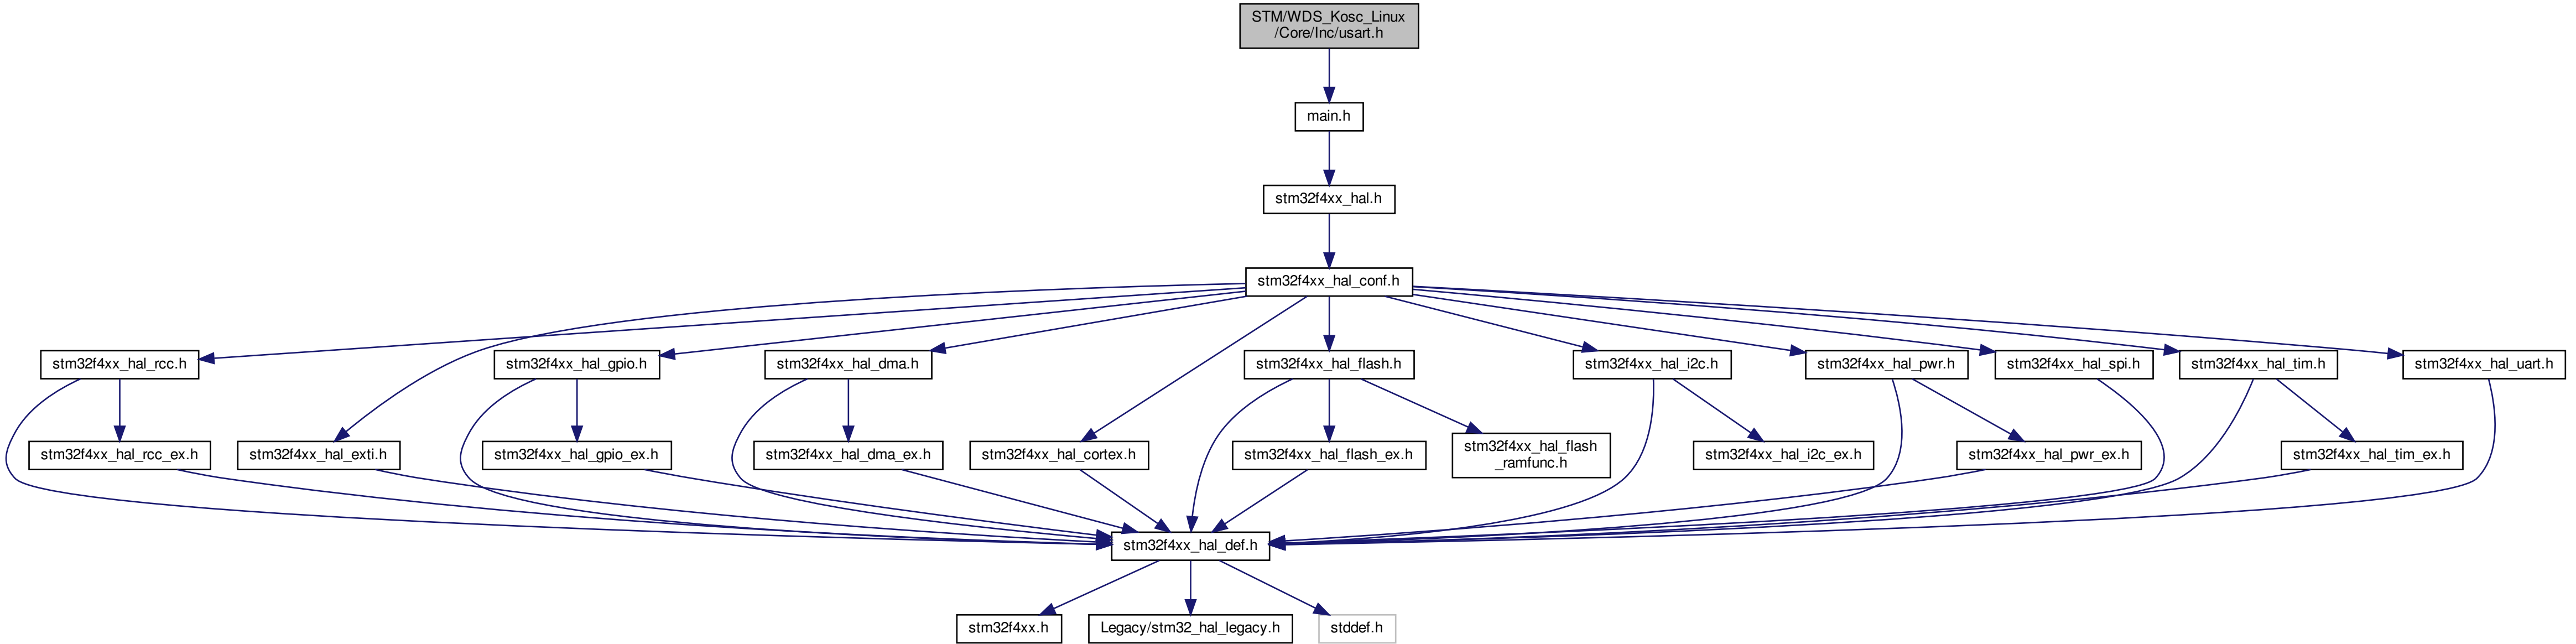 STM/WDS_Kosc_Linux
/Core/Inc/usart.h
main.h
stm32f4xx_hal.h
stm32f4xx_hal_conf.h
stm32f4xx_hal_rcc.h
stm32f4xx_hal_gpio.h
stm32f4xx_hal_dma.h
stm32f4xx_hal_flash.h
stm32f4xx_hal_i2c.h
stm32f4xx_hal_pwr.h
stm32f4xx_hal_spi.h
stm32f4xx_hal_tim.h
stm32f4xx_hal_uart.h
stm32f4xx_hal_rcc_ex.h
stm32f4xx_hal_exti.h
stm32f4xx_hal_gpio_ex.h
stm32f4xx_hal_dma_ex.h
stm32f4xx_hal_cortex.h
stm32f4xx_hal_flash_ex.h
stm32f4xx_hal_flash
_ramfunc.h
stm32f4xx_hal_i2c_ex.h
stm32f4xx_hal_pwr_ex.h
stm32f4xx_hal_tim_ex.h
stm32f4xx_hal_def.h
stm32f4xx.h
Legacy/stm32_hal_legacy.h
stddef.h